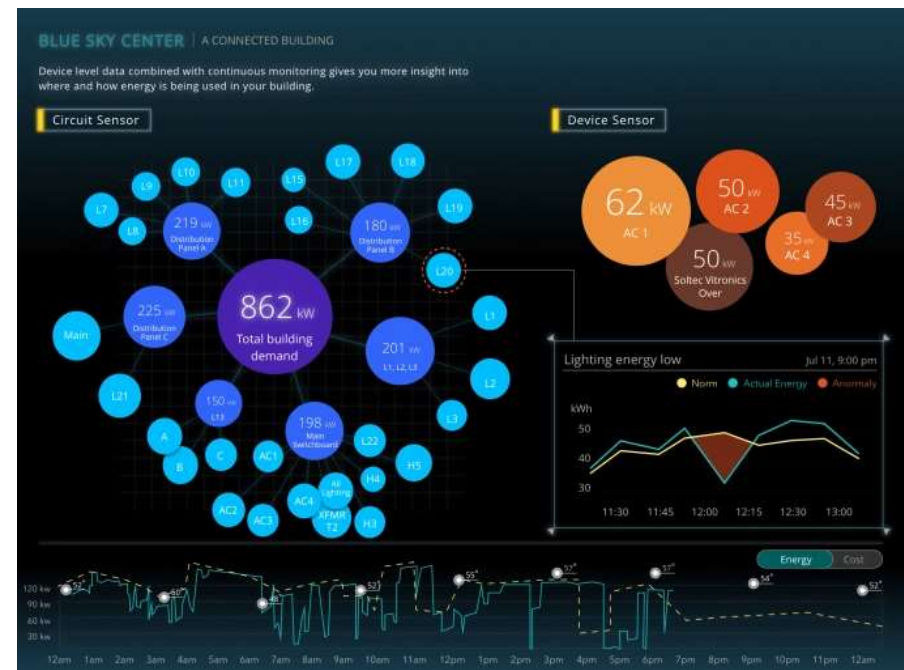 BLUE SKY CENTER | A CONNECTED BUILDING
Device level data combined with continuous monitoring gives you more insight into
where and how energy is being used in your building.
Circuit Sensor
L7
L9
L10
L11
L8
219 kW
Distribution
Panel A
L15
L17
L18
L16
L19
180 kW
Distribution
Panel B
L20
862 kW
Total building
demand
225 kW
Distribution
Panel C
Main
L21
201 kW
L1, L2, L3
L1
L2
L3
150 kW
L13
A
B
C
198 kW
Main
Switchboard
AC1
AC2
AC3
AC4
All
Lighting
XFMR
T2
H3
H4
H5
L22
Device Sensor
62 kW
AC 1
50 kW
AC 2
45 kW
AC 3
35 kW
AC 4
50 kW
Soltec Vitronics
Over
Lighting energy low
Jul 11, 9:00 pm
Norm
Actual Energy
Anormaly
kWh
50
40
30
11:30 11:45 12:00 12:15 12:30 13:00
Energy
Cost
120 kw
90 kw
60 kw
30 kw
52°
48°
52°
55°
57°
57°
54°
52°
12am 1am 2am 3am 4am 5am 6am 7am 8am 9am 10am 11am 12pm 1pm 2pm 3pm 4pm 5pm 6pm 7pm 8pm 9pm 10pm 11pm 12am